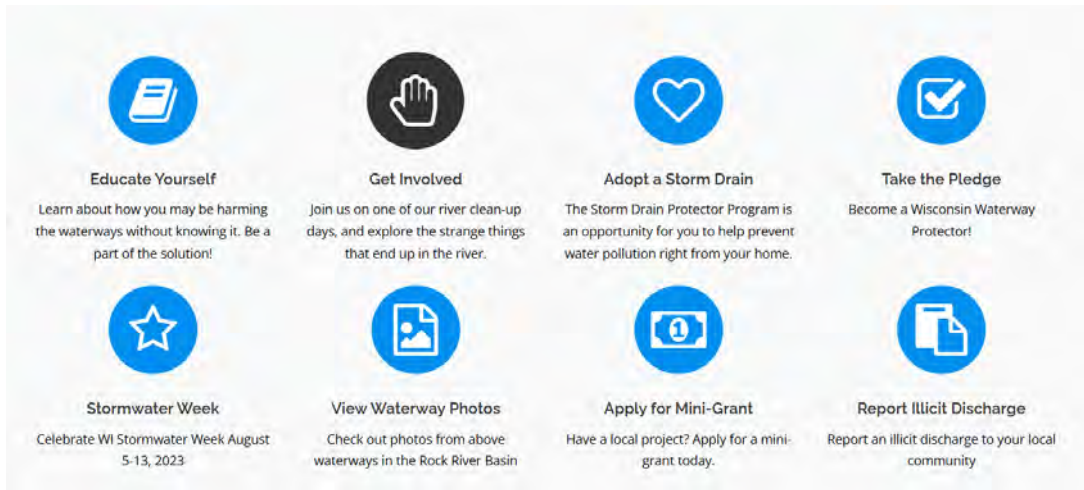 Educate Yourself
Learn about how you may be harming
the waterways without knowing it. Be a
part of the solution!
Get Involved
Join us on one of our river clean-up
days, and explore the strange things
that end up in the river.
Adopt a Storm Drain
The Storm Drain Protector Program is
an opportunity for you to help prevent
water pollution right from your home.
Take the Pledge
Become a Wisconsin Waterway
Protector!
Stormwater Week
Celebrate WI Stormwater Week August
5-13, 2023
View Waterway Photos
Check out photos from above
waterways in the Rock River Basin
1
Apply for Mini-Grant
Have a local project? Apply for a mini-
grant today.
Report Illicit Discharge
Report an illicit discharge to your local
community